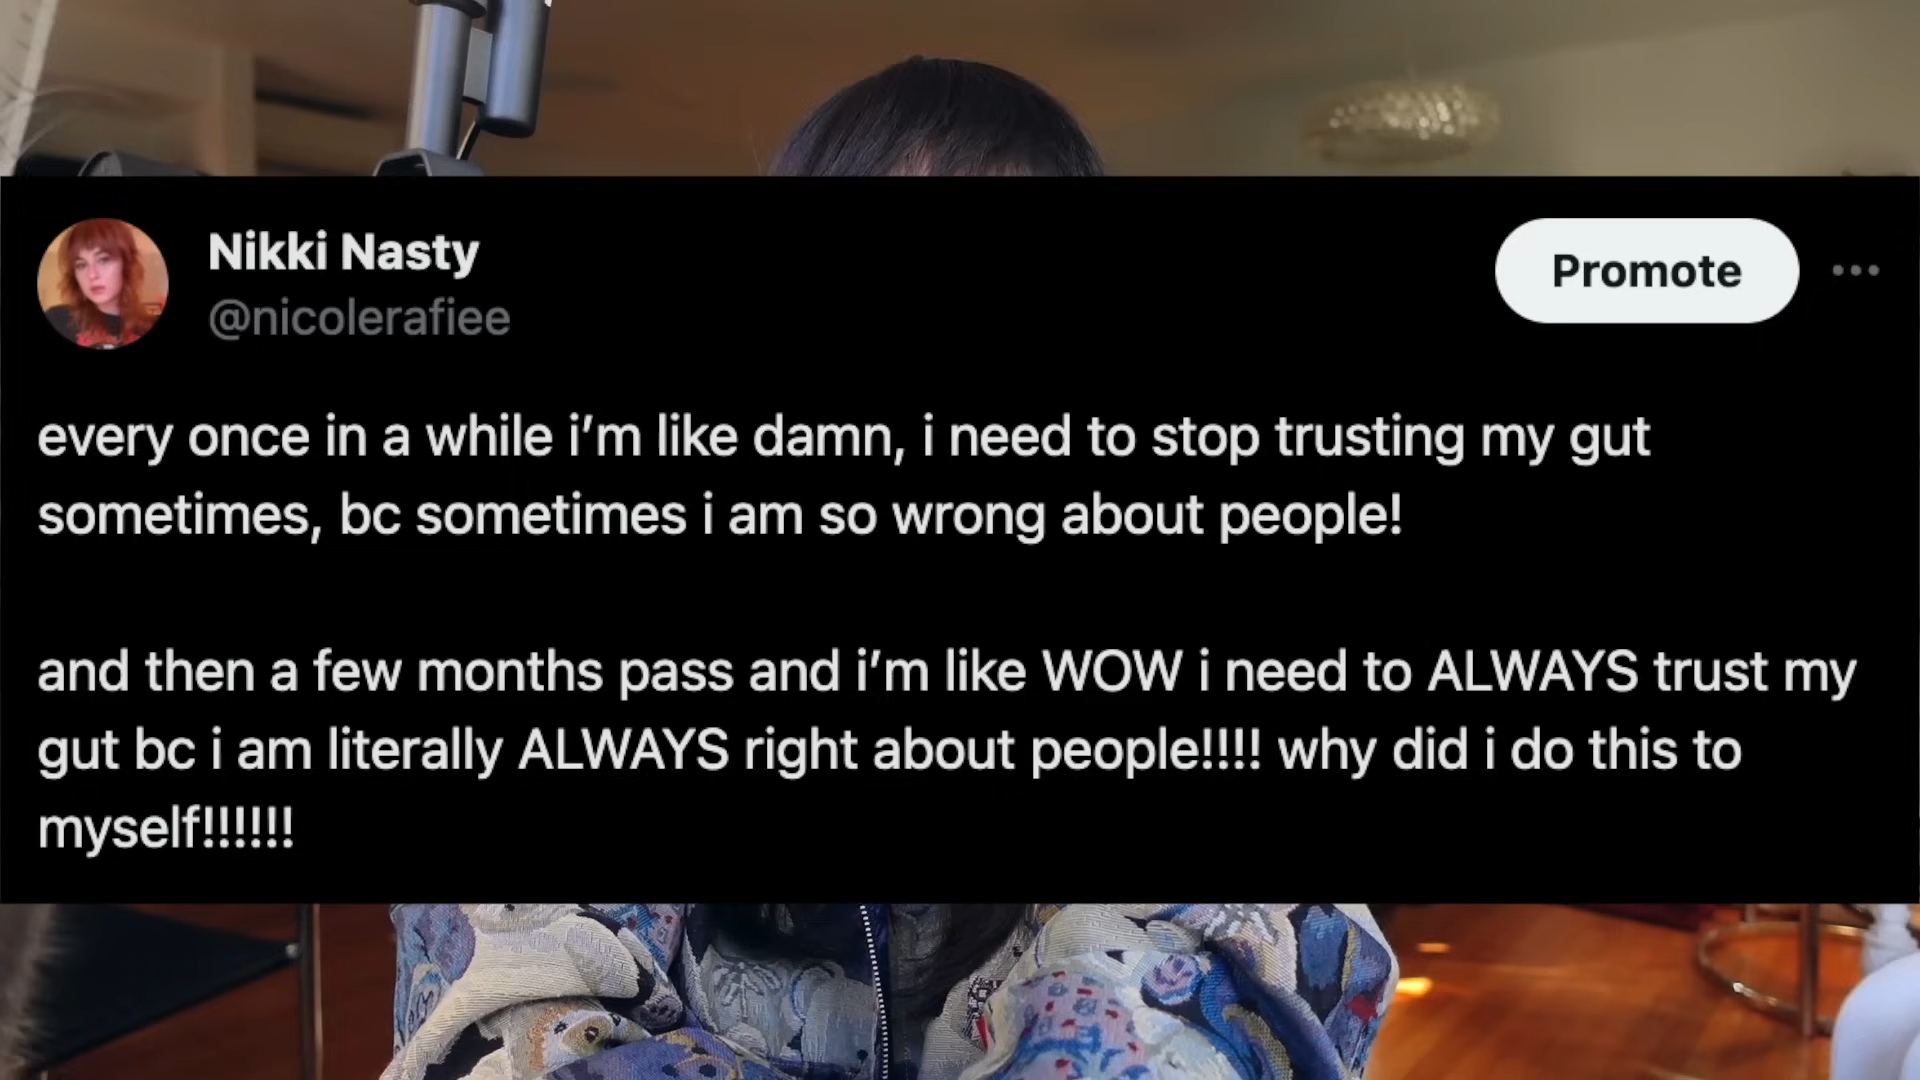 Nikki Nasty
@nicolerafiee
Promote
every once in a while i’m like damn, i need to stop trusting my gut
sometimes, bc sometimes i am so wrong about people!
and then a few months pass and i’m like WOW i need to ALWAYS trust my
gut bc i am literally ALWAYS right about people!!!! why did i do this to
myself!!!!!!